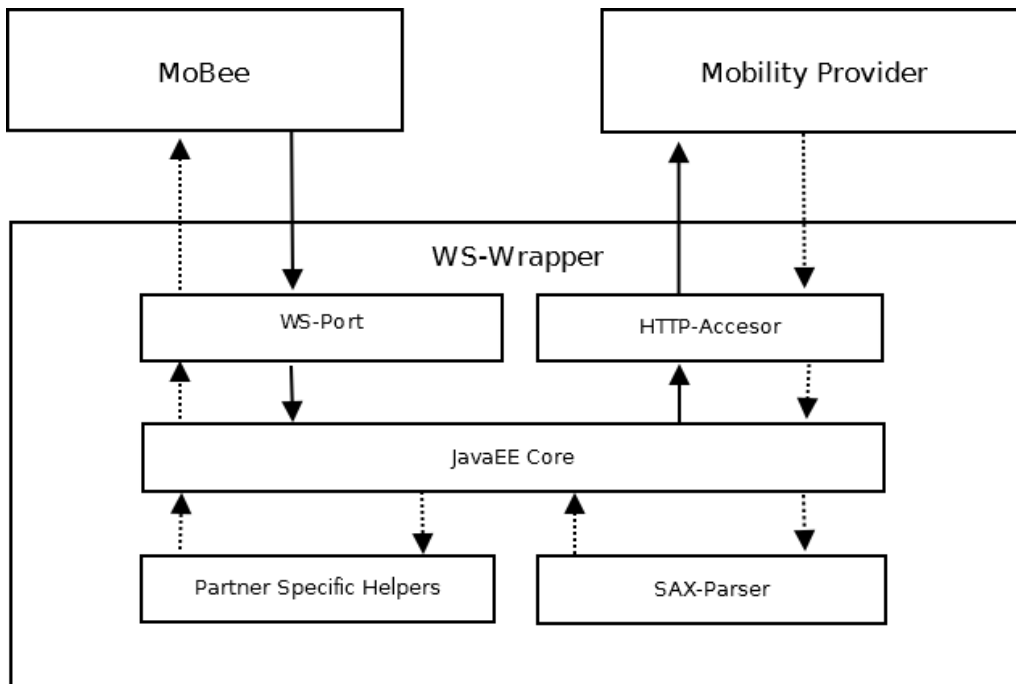 MoBee
Mobility Provider
WS-Wrapper
WS-Port
HTTP-Accesor
JavaEE Core
Partner Specific Helpers
SAX-Parser